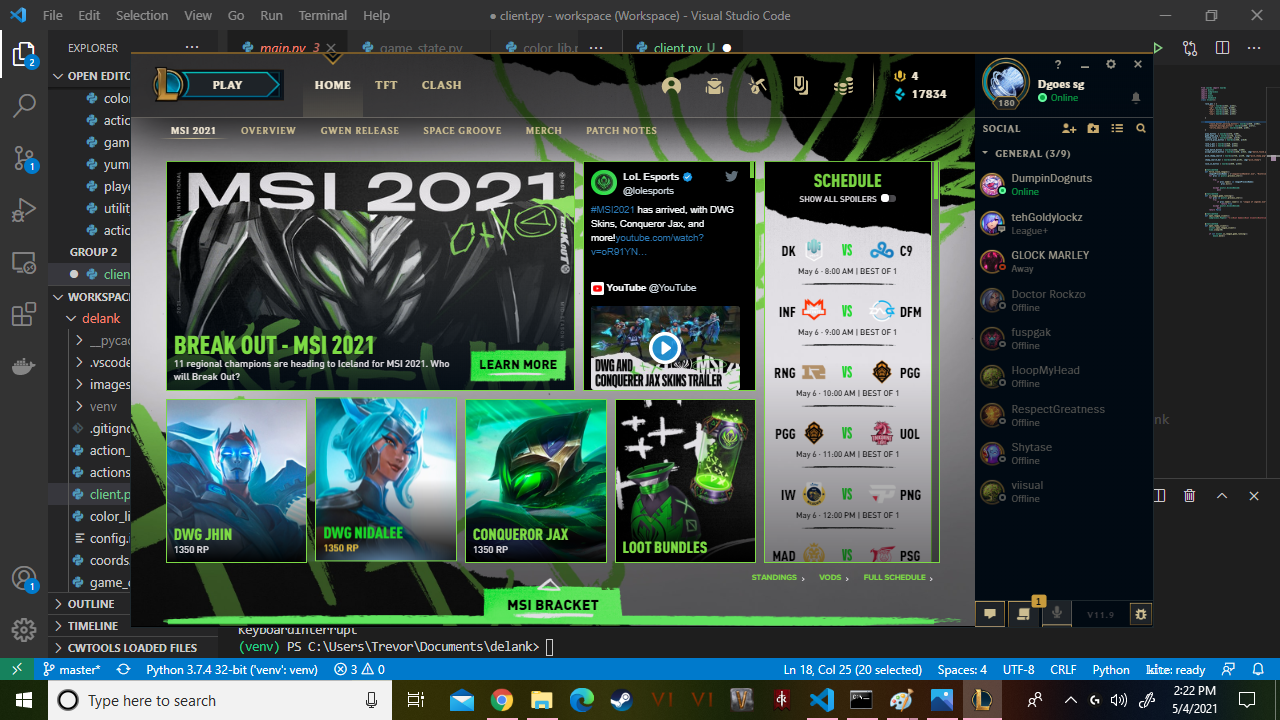 File Edit Selection View Go Run Terminal Help
● client.py - workspace (Workspace) - Visual Studio Code
EXPLORER ...
main.py 3
game_state.py
color_lib.p
...
client.py U
OPEN EDITO
color
action
game
yumm
playe
utilit
action
GROUP 2
client
WORKSPAC
delank
__pycac
.vscode
images
venv
.gitigno
action_
actions
client.p
color_li
config.
coords
game_
OUTLINE
TIMELINE
CWTOOLS LOADED FILES
2
1
1
PLAY
HOME TFT CLASH
4
17834
MSI 2021 OVERVIEW GWEN RELEASE SPACE GROOVE MERCH PATCH NOTES
MSI 2021
BREAK OUT - MSI 2021
11 regional champions are heading to Iceland for MSI 2021. Who
will Break Out?
LEARN MORE
LoL Esports
@lolesports
#MSI2021 has arrived, with DWG
Skins, Conqueror Jax, and
more!youtube.com/watch?
v=oR91YN...
YouTube @YouTube
DWG AND
CONQUERER JAX SKINS TRAILER
SCHEDULE
SHOW ALL SPOILERS
DK VS C9
May 6 - 8:00 AM | BEST OF 1
INF VS DFM
May 6 - 9:00 AM | BEST OF 1
RNG VS PGG
May 6 - 10:00 AM | BEST OF 1
PGG VS UOL
May 6 - 11:00 AM | BEST OF 1
IW VS PNG
May 6 - 12:00 PM | BEST OF 1
MAD VS PSG
DWG JHIN
1350 RP
DWG NIDALEE
1350 RP
CONQUEROR JAX
1350 RP
LOOT BUNDLES
STANDINGS > VODS > FULL SCHEDULE >
MSI BRACKET
180
Dgoes sg
Online
SOCIAL
GENERAL (3/9)
DumpinDognuts
Online
tehGoldylockz
League+
GLOCK MARLEY
Away
Doctor Rockzo
Offline
fuspgak
Offline
HoopMyHead
Offline
RespectGreatness
Offline
Shytase
Offline
viisual
Offline
1
V11.9
ank
KeyboardInterrupt
(venv) PS C:\Users\Trevor\Documents\delank>
master* Python 3.7.4 32-bit ('venv': venv) 3 0 Ln 18, Col 25 (20 selected) Spaces: 4 UTF-8 CRLF Python kite: ready
Type here to search
2:22 PM
5/4/2021